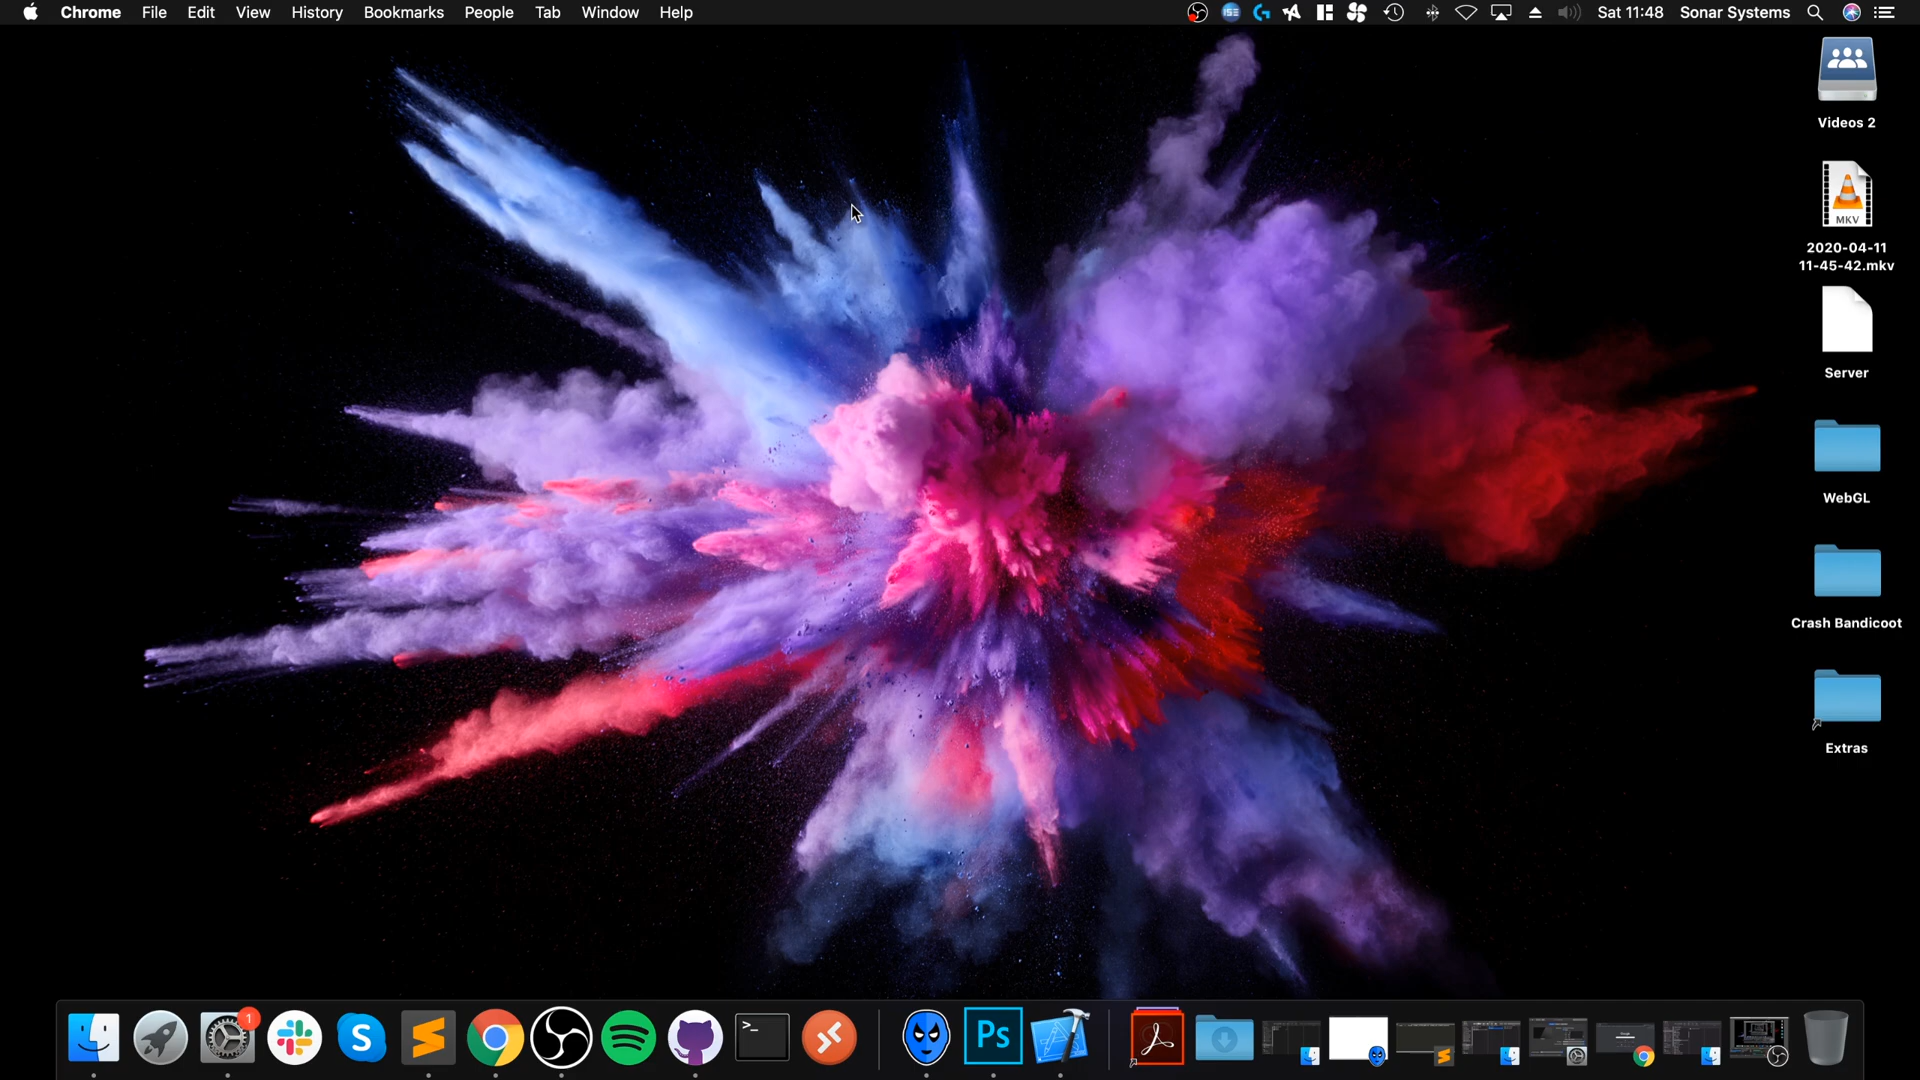 Chrome File Edit View History Bookmarks People Tab Window Help
ISE
Sat 11:48 Sonar Systems
Videos 2
MKV
2020-04-11
11-45-42.mkv
Server
WebGL
Crash Bandicoot
Extras
1
S
>_
Ps